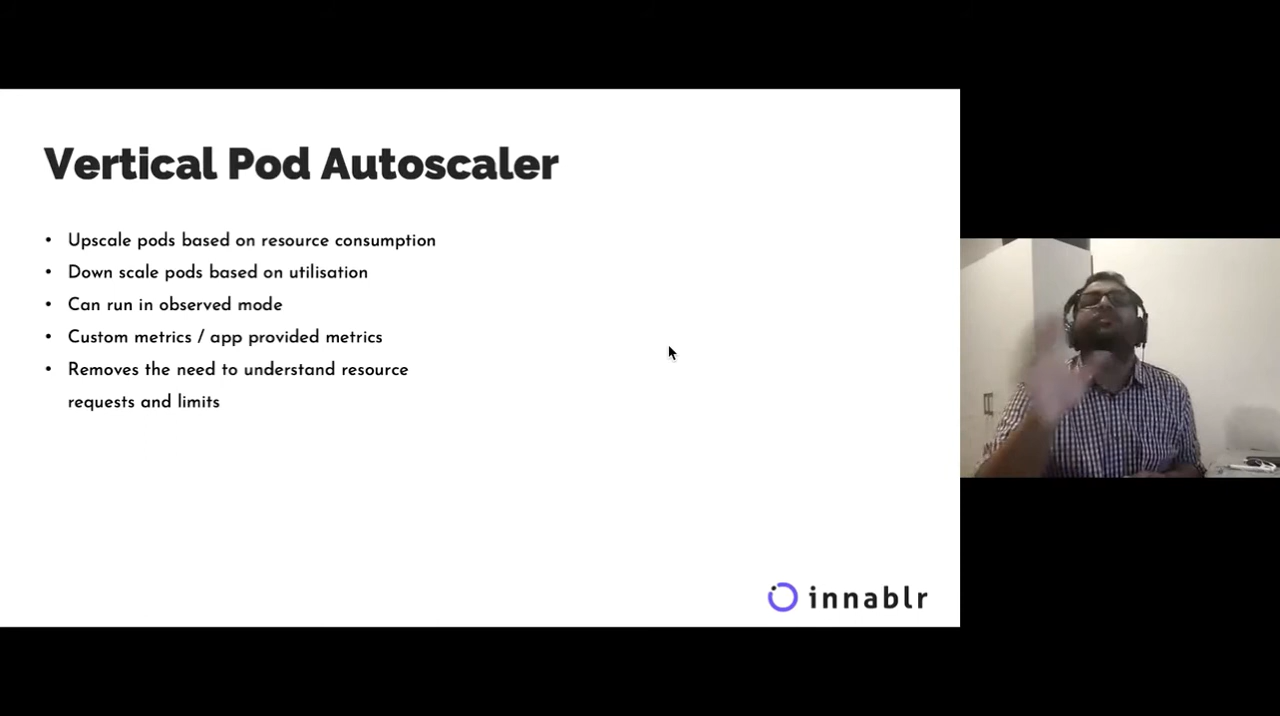 Vertical Pod Autoscaler
• Upscale pods based on resource consumption
• Down scale pods based on utilisation
• Can run in observed mode
• Custom metrics / app provided metrics
• Removes the need to understand resource
requests and limits
innablr